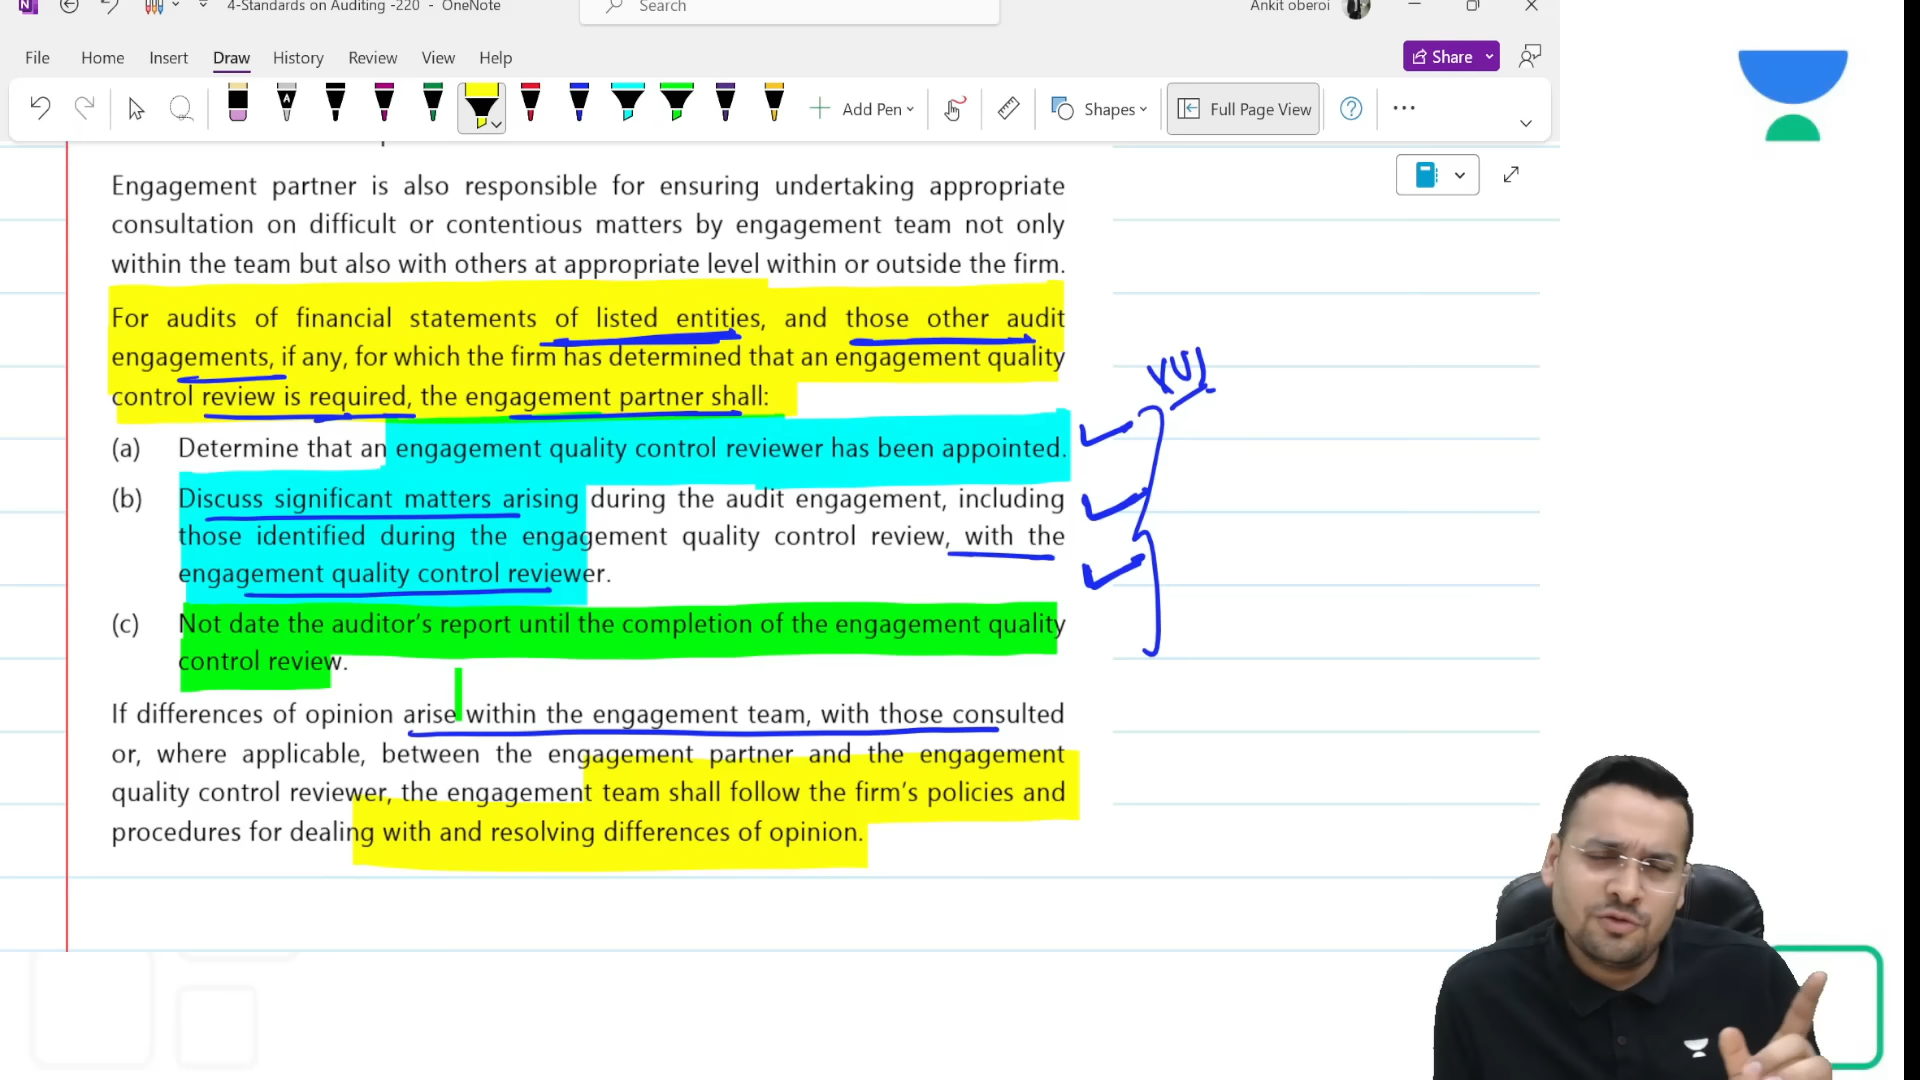 4-Standards on Auditing -220 - OneNote
Search
Ankit oberoi
File Home Insert Draw History Review View Help
Share
Add Pen
Shapes
Full Page View
Engagement partner is also responsible for ensuring undertaking appropriate
consultation on difficult or contentious matters by engagement team not only
within the team but also with others at appropriate level within or outside the firm.
For audits of financial statements of listed entities, and those other audit
engagements, if any, for which the firm has determined that an engagement quality
control review is required, the engagement partner shall:
(a) Determine that an engagement quality control reviewer has been appointed.
(b) Discuss significant matters arising during the audit engagement, including
those identified during the engagement quality control review, with the
engagement quality control reviewer.
(c) Not date the auditor's report until the completion of the engagement quality
control review.
If differences of opinion arise within the engagement team, with those consulted
or, where applicable, between the engagement partner and the engagement
quality control reviewer, the engagement team shall follow the firm's policies and
procedures for dealing with and resolving differences of opinion.